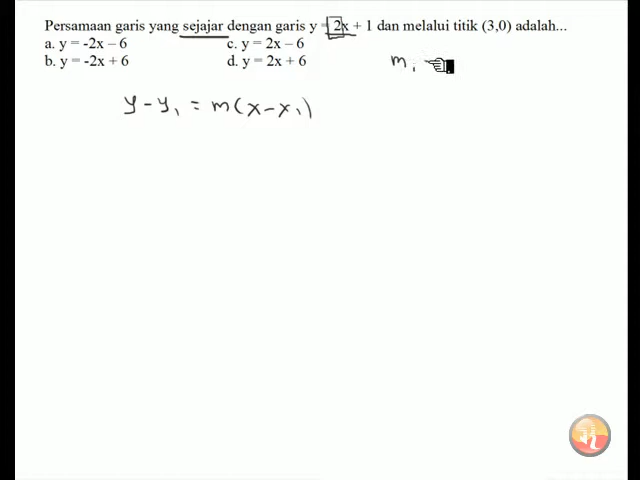 Persamaan garis yang sejajar dengan garis y = 2x + 1 dan melalui titik (3,0) adalah...
a. y = -2x – 6 c. y = 2x – 6
b. y = -2x + 6 d. y = 2x + 6
m₁
y - y₁ = m(x - x₁)